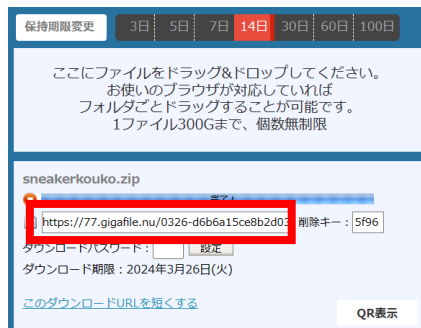 保持期限変更 3日 5日 7日 14日 30日 60日 100日
ここにファイルをドラッグ&ドロップしてください。
お使いのブラウザが対応していれば
フォルダごとドラッグすることが可能です。
1ファイル300Gまで、個数無制限
sneakerkouko.zip
完了!
https://77.gigafile.nu/0326-d6b6a15ce8b2d03 削除キー：5f96
ダウンロードパスワード： 設定
ダウンロード期限：2024年3月26日(火)
このダウンロードURLを短くする
QR表示